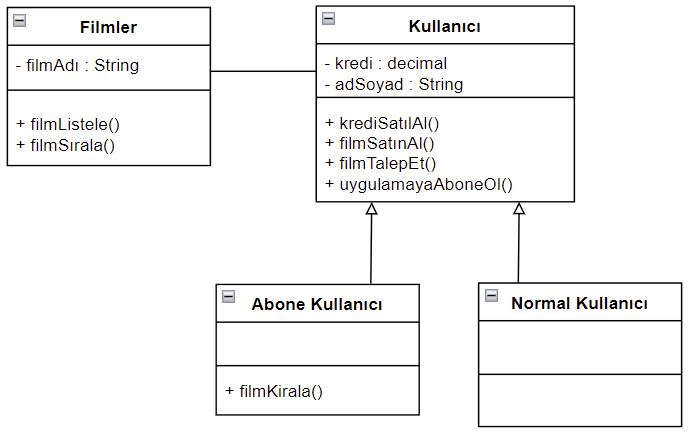 Filmler
- filmAdı : String
+ filmListele()
+ filmSırala()
Kullanıcı
- kredi : decimal
- adSoyad : String
+ krediSatılAl()
+ filmSatınAl()
+ filmTalepEt()
+ uygulamayaAboneOl()
Abone Kullanıcı
+ filmKirala()
Normal Kullanıcı